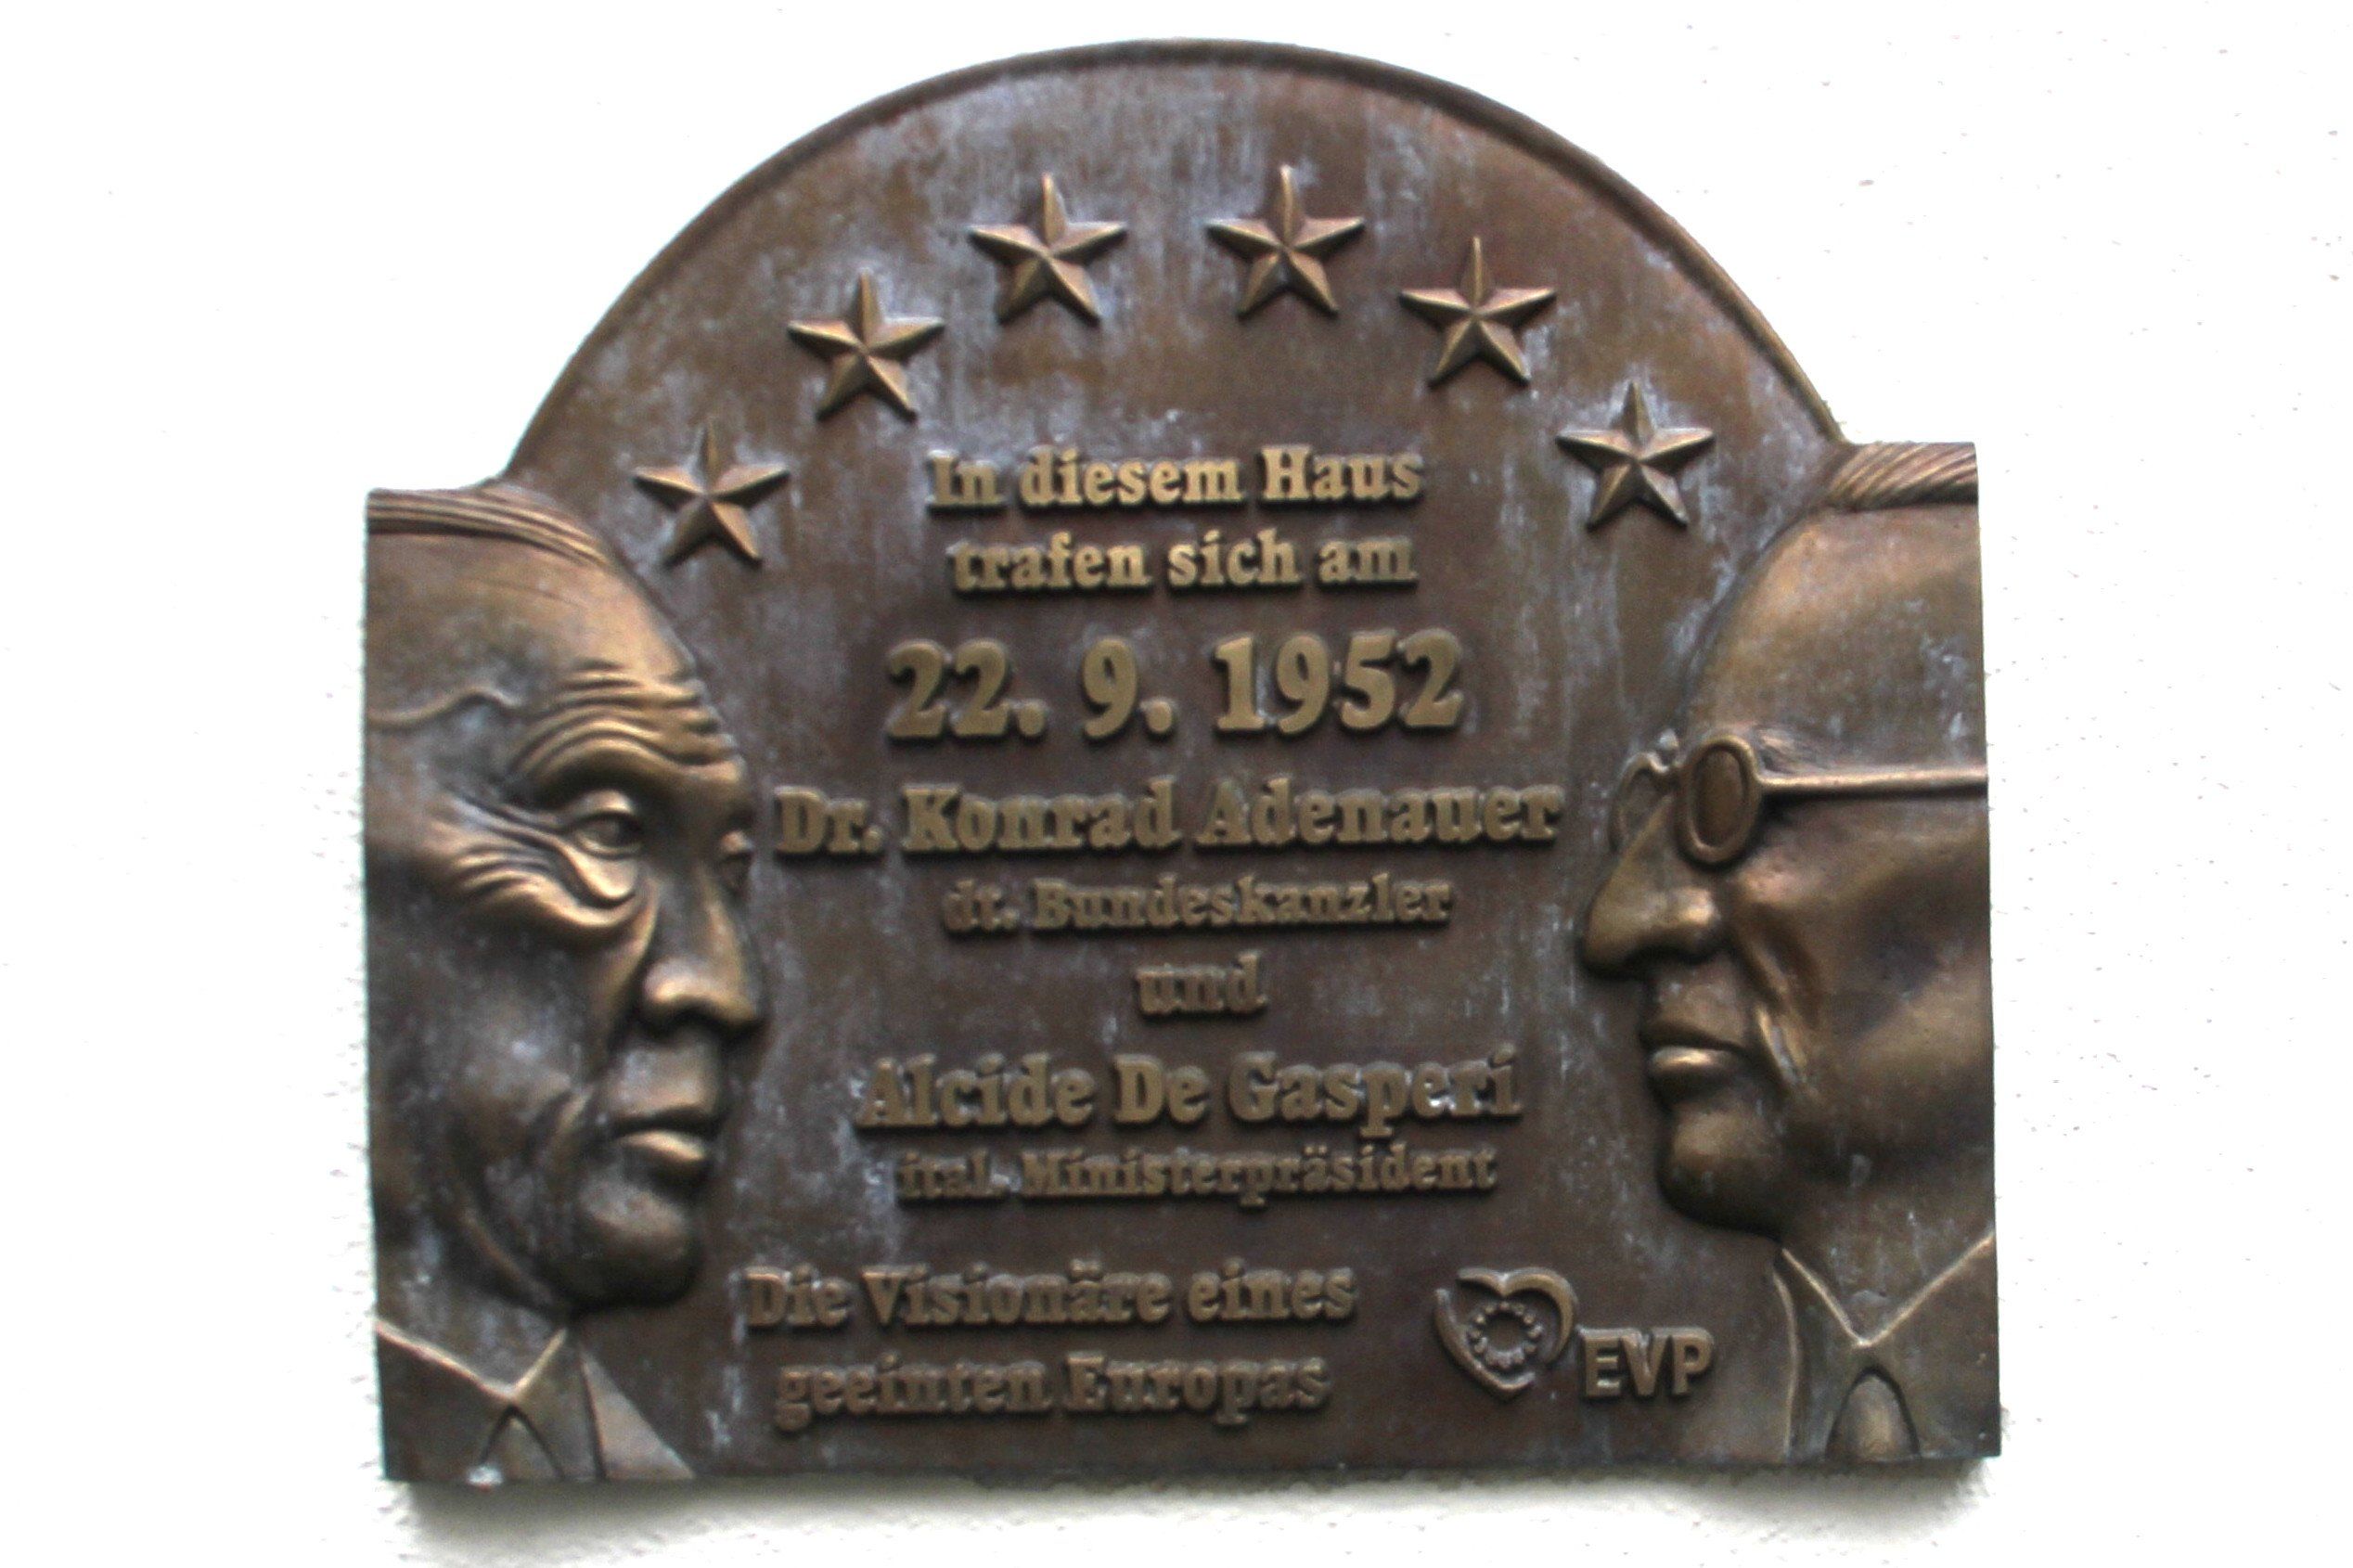 In diesem Haus
trafen sich am
22. 9. 1952
Dr. Konrad Adenauer
dt. Bundeskanzler
und
Alcide De Gasperi
ital. Ministerpräsident
Die Visionäre eines
geeinten Europas
EVP